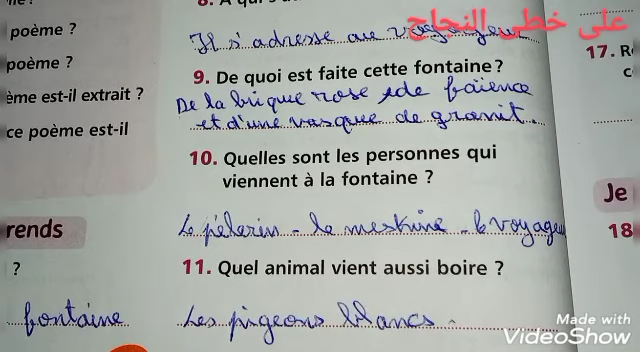 8. À qui s'
على خطى النجاح
poème ?
Il s'adresse au voyageur
poème ?
9. De quoi est faite cette fontaine ?
ème est-il extrait ?
De la brique rose, de faïence
ce poème est-il
et d'une vasque de granit.
10. Quelles sont les personnes qui
viennent à la fontaine ?
rends
Le pèlerin - le meskine - le voyageu
?
11. Quel animal vient aussi boire ?
fontaine
Les pigeons blancs.
17. R
c
Je
18
Made with
VideoShow